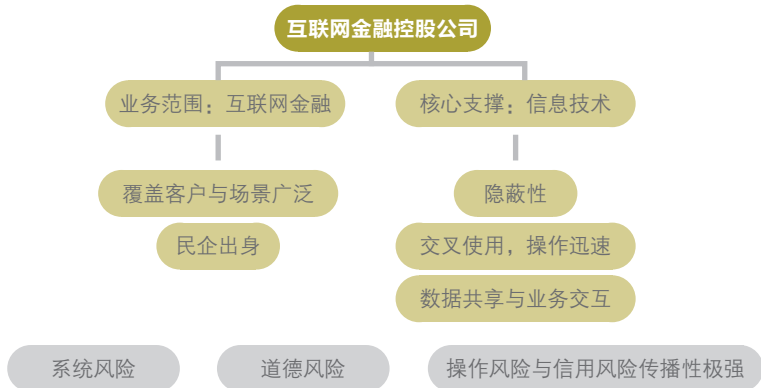 互联网金融控股公司
业务范围：互联网金融
核心支撑：信息技术
覆盖客户与场景广泛
隐蔽性
民企出身
交叉使用，操作迅速
数据共享与业务交互
系统风险
道德风险
操作风险与信用风险传播性极强